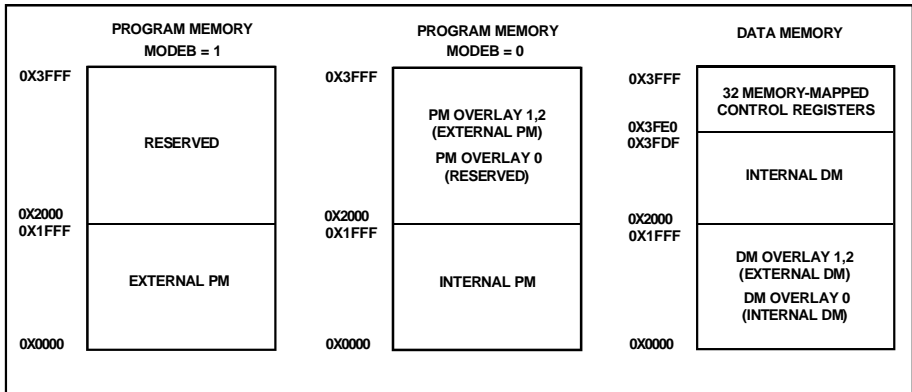 PROGRAM MEMORY
MODEB = 1
0X3FFF
RESERVED
0X2000
0X1FFF
EXTERNAL PM
0X0000
PROGRAM MEMORY
MODEB = 0
0X3FFF
PM OVERLAY 1,2
(EXTERNAL PM)
PM OVERLAY 0
(RESERVED)
0X2000
0X1FFF
INTERNAL PM
0X0000
DATA MEMORY
0X3FFF
32 MEMORY-MAPPED
CONTROL REGISTERS
0X3FE0
0X3FDF
INTERNAL DM
0X2000
0X1FFF
DM OVERLAY 1,2
(EXTERNAL DM)
DM OVERLAY 0
(INTERNAL DM)
0X0000